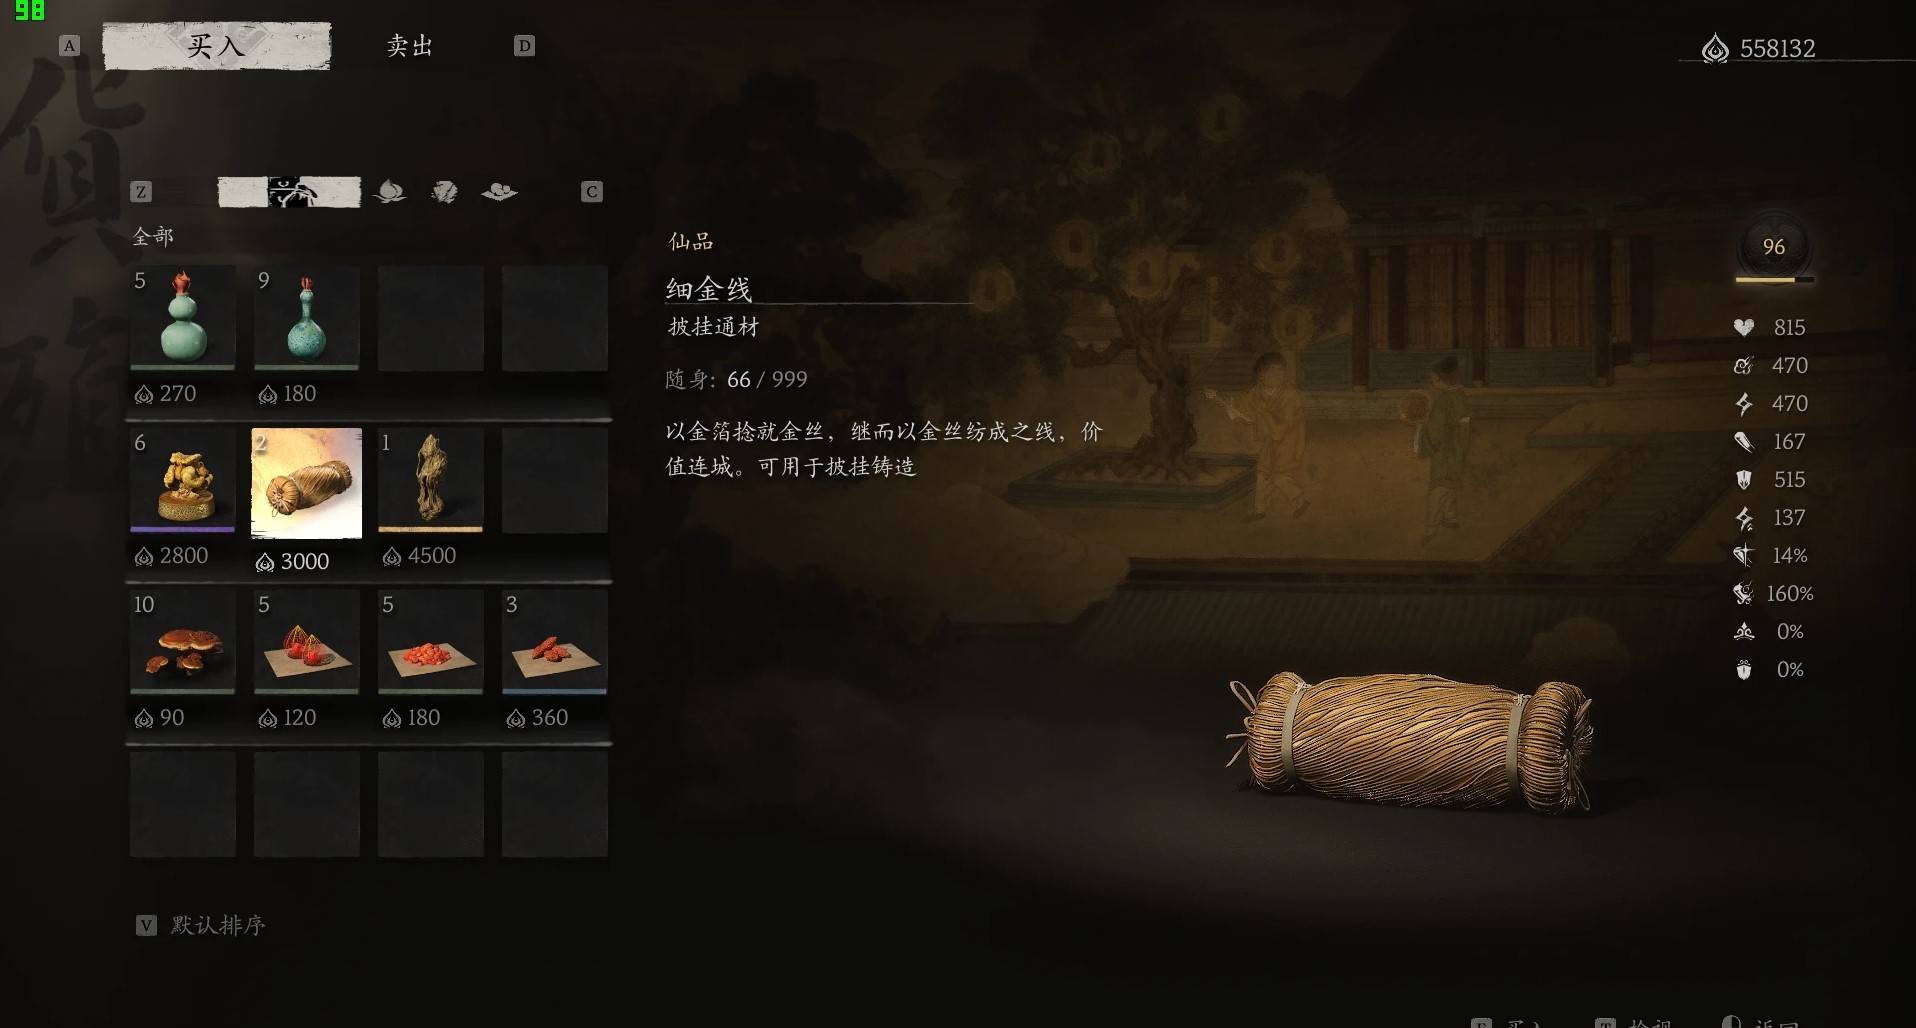 98
A 买入 卖出 D
558132
Z C
全部
5 9
270 180
6 2 1
2800 3000 4500
10 5 5 3
90 120 180 360
V 默认排序
仙品
细金线
披挂通材
随身: 66 / 999
以金箔捻就金丝，继而以金丝纺成之线，价
值连城。可用于披挂铸造
96
815
470
470
167
515
137
14%
160%
0%
0%